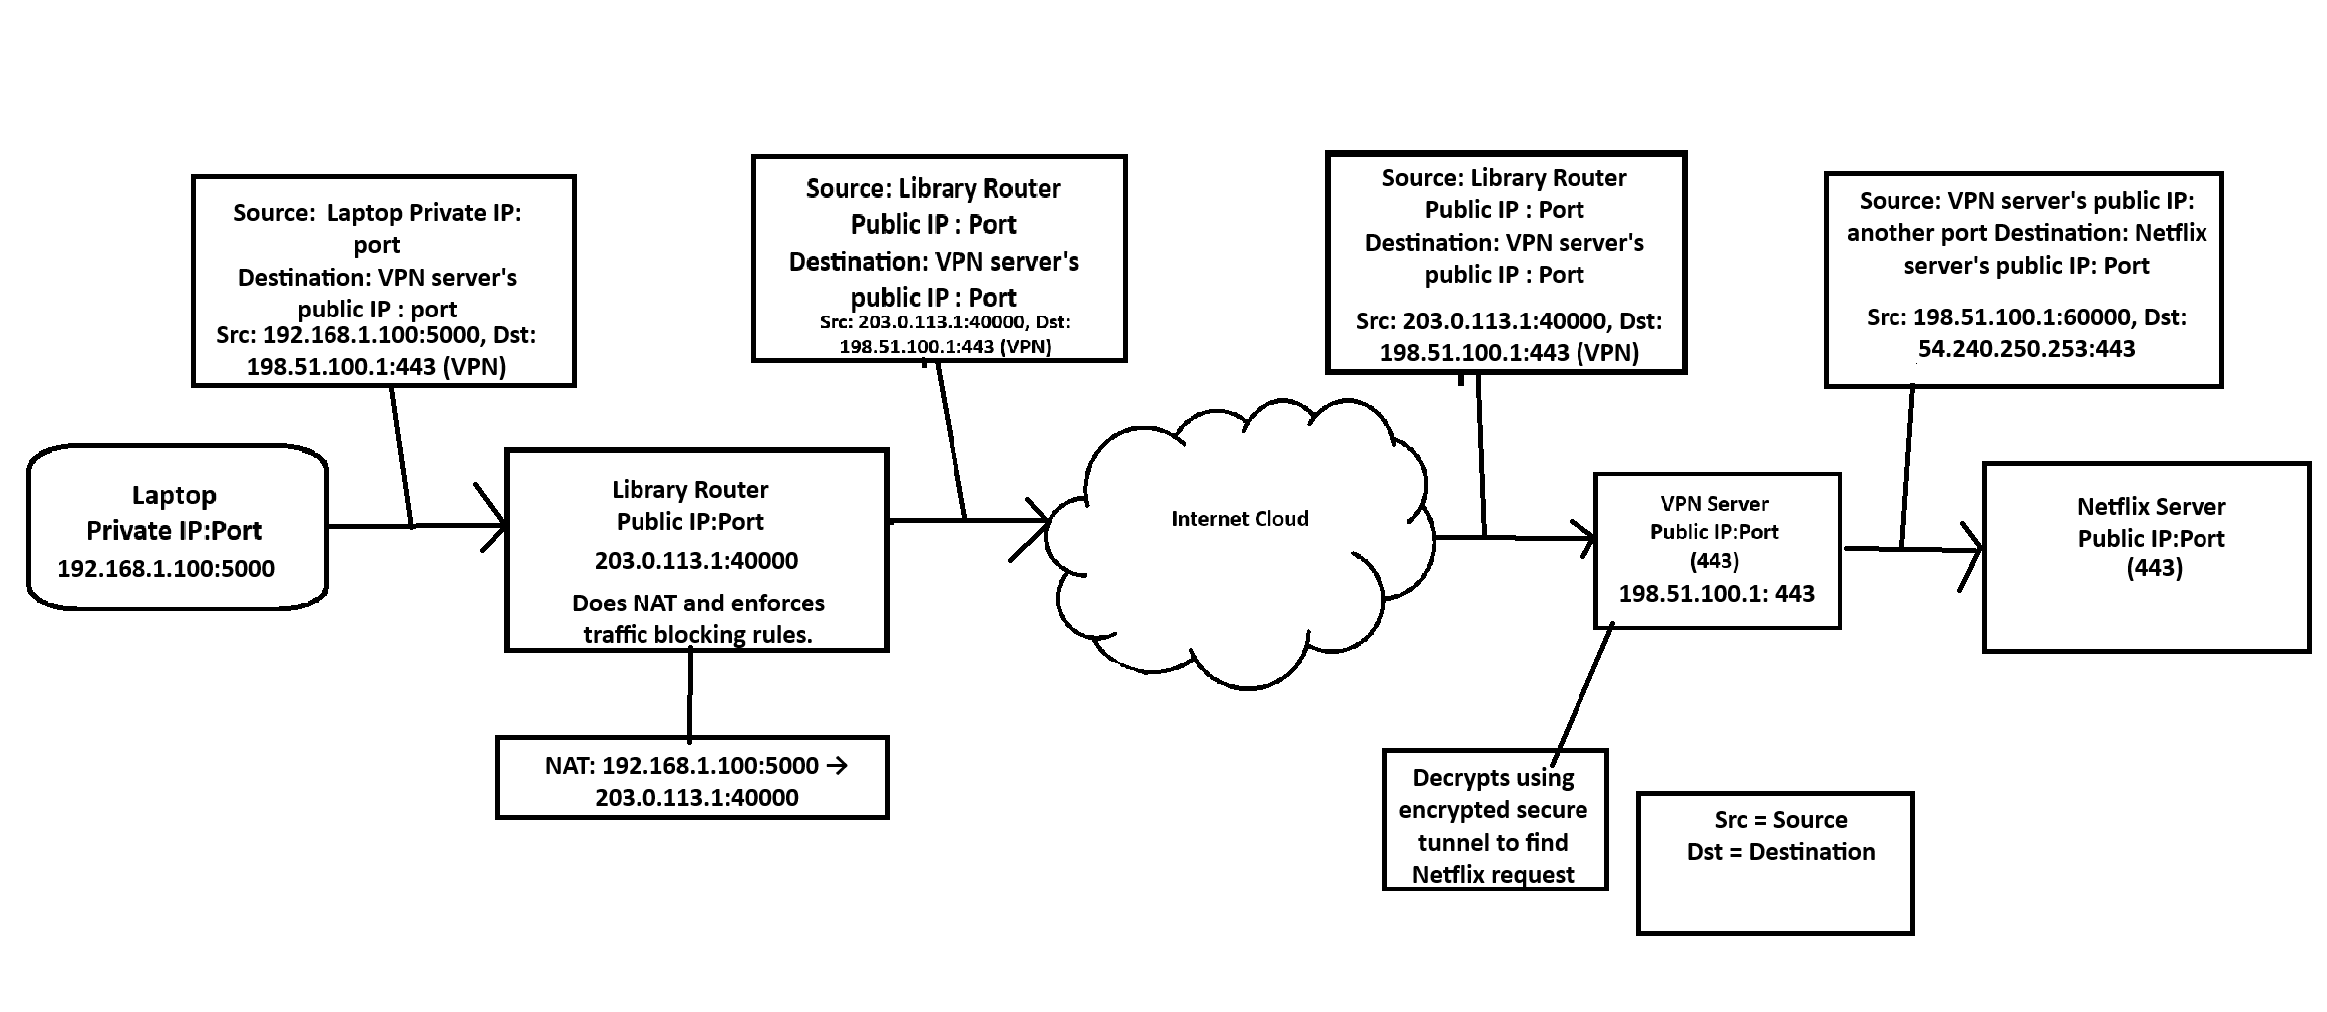 Source: Laptop Private IP:
port
Destination: VPN server's
public IP : port
Src: 192.168.1.100:5000, Dst:
198.51.100.1:443 (VPN)
Source: Library Router
Public IP : Port
Destination: VPN server's
public IP : Port
Src: 203.0.113.1:40000, Dst:
198.51.100.1:443 (VPN)
Source: Library Router
Public IP : Port
Destination: VPN server's
public IP : Port
Src: 203.0.113.1:40000, Dst:
198.51.100.1:443 (VPN)
Source: VPN server's public IP:
another port Destination: Netflix
server's public IP: Port
Src: 198.51.100.1:60000, Dst:
54.240.250.253:443
Laptop
Private IP:Port
192.168.1.100:5000
Library Router
Public IP:Port
203.0.113.1:40000
Does NAT and enforces
traffic blocking rules.
Internet Cloud
VPN Server
Public IP:Port
(443)
198.51.100.1: 443
Netflix Server
Public IP:Port
(443)
NAT: 192.168.1.100:5000 →
203.0.113.1:40000
Decrypts using
encrypted secure
tunnel to find
Netflix request
Src = Source
Dst = Destination